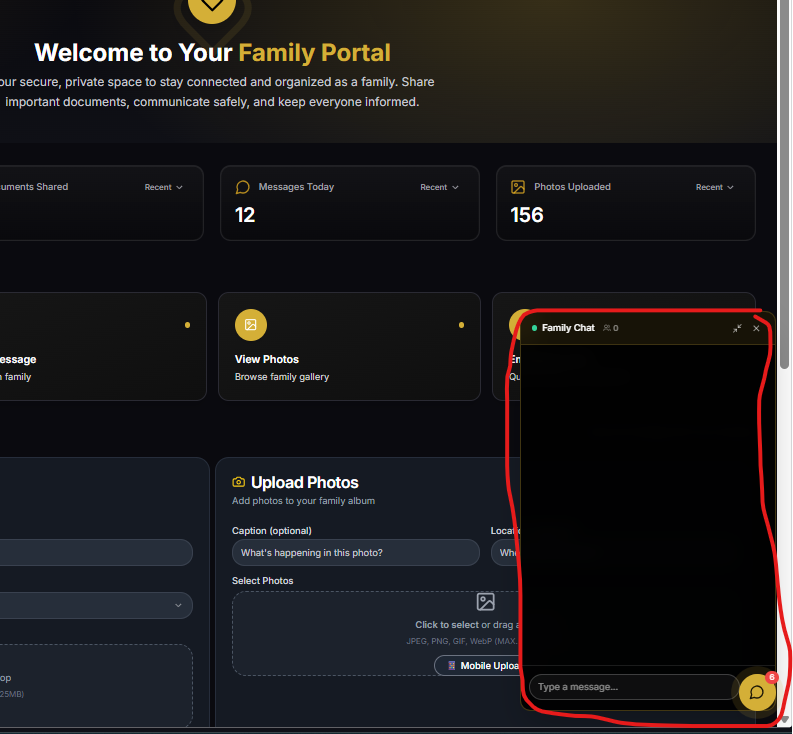 Welcome to Your Family Portal
our secure, private space to stay connected and organized as a family. Share
important documents, communicate safely, and keep everyone informed.
cuments Shared
Recent
Messages Today
Recent
12
Photos Uploaded
Recent
156
essage
family
View Photos
Browse family gallery
Em
Qu
Family Chat
0
Upload Photos
Add photos to your family album
Caption (optional)
What's happening in this photo?
Locati
Whe
Select Photos
Click to select or drag a
JPEG, PNG, GIF, WebP (MAX.
Mobile Uploa
op
25MB)
Type a message...
6